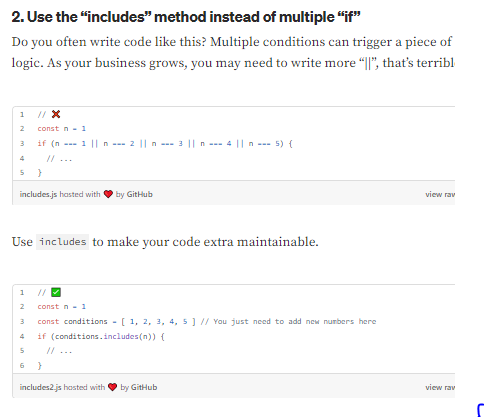 2. Use the “includes” method instead of multiple “if”
Do you often write code like this? Multiple conditions can trigger a piece of
logic. As your business grows, you may need to write more “||”, that’s terribl
1 // ❌
2 const n = 1
3 if (n === 1 || n === 2 || n === 3 || n === 4 || n === 5) {
4 // ...
5 }
includes.js hosted with ❤ by GitHub view raw
Use includes to make your code extra maintainable.
1 // ✅
2 const n = 1
3 const conditions = [ 1, 2, 3, 4, 5 ] // You just need to add new numbers here
4 if (conditions.includes(n)) {
5 // ...
6 }
includes2.js hosted with ❤ by GitHub view raw